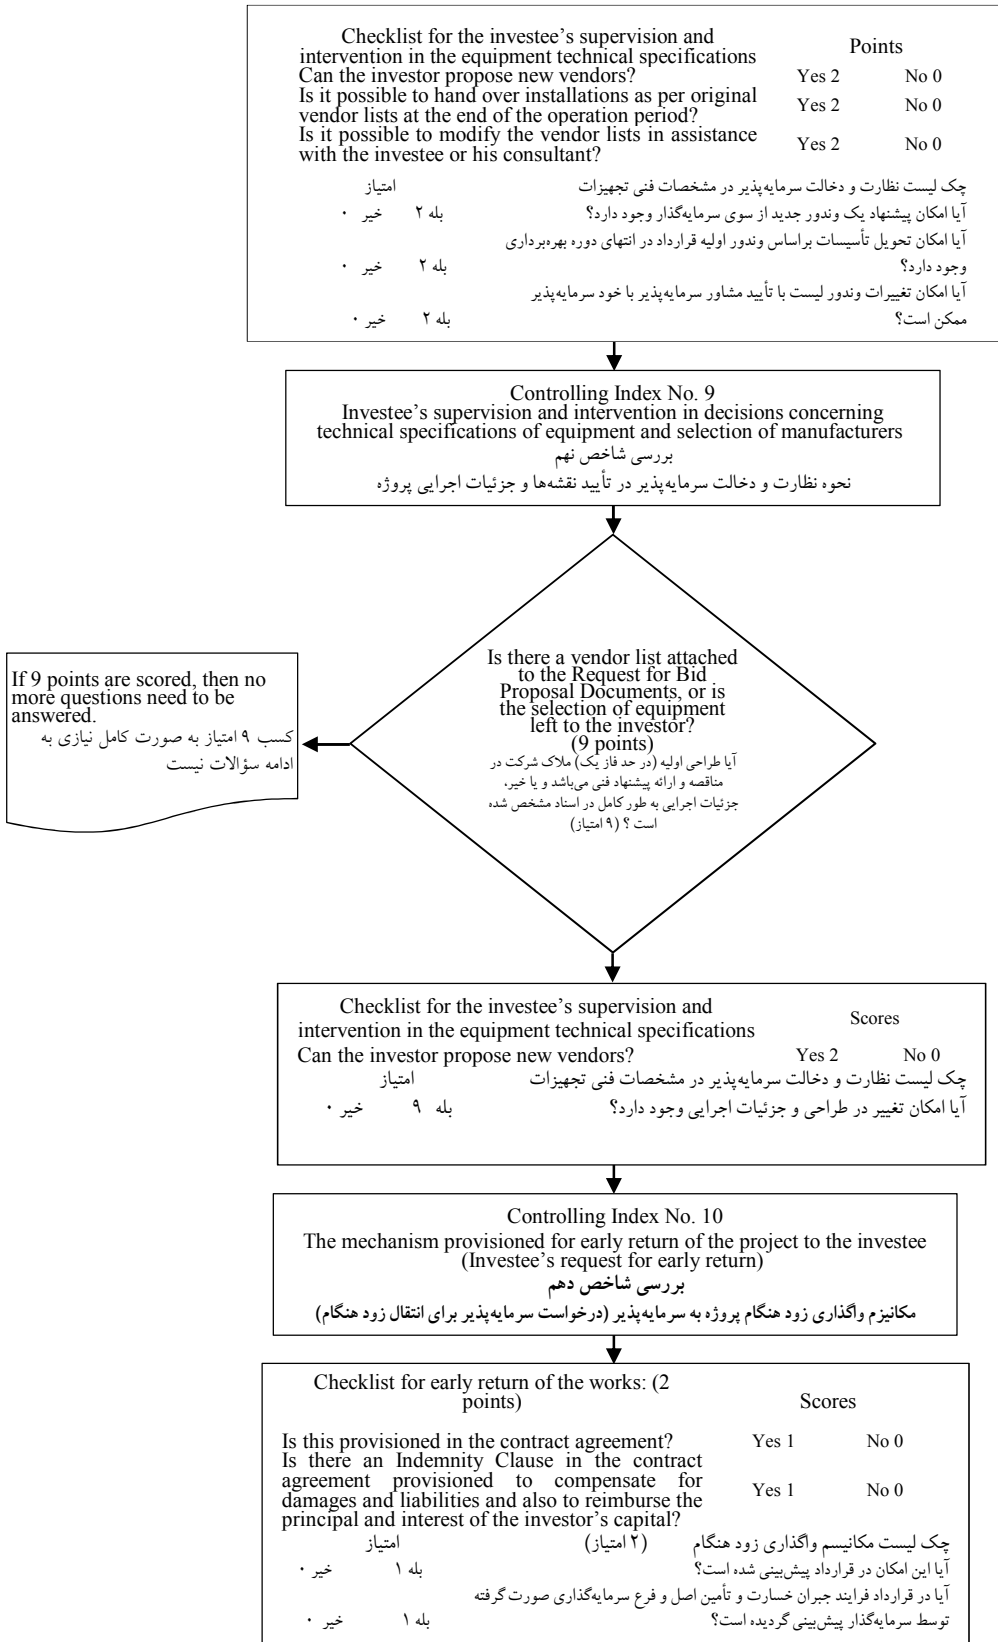 Checklist for the investee’s supervision and
intervention in the equipment technical specifications
Points
Can the investor propose new vendors? Yes 2 No 0
Is it possible to hand over installations as per original
vendor lists at the end of the operation period?
Yes 2 No 0
Is it possible to modify the vendor lists in assistance
with the investee or his consultant?
Yes 2 No 0
چک لیست نظارت و دخالت سرمایه‌پذیر در مشخصات فنی تجهیزات امتیاز
آیا امکان پیشنهاد یک وندور جدید از سوی سرمایه‌گذار وجود دارد؟ بله ۲ خیر ۰
آیا امکان تحویل تأسیسات براساس وندور اولیه قرارداد در انتهای دوره بهره‌برداری
وجود دارد؟ بله ۲ خیر ۰
آیا امکان تغییرات وندور لیست با تأیید مشاور سرمایه‌پذیر با خود سرمایه‌پذیر
ممکن است؟ بله ۲ خیر ۰
Controlling Index No. 9
Investee’s supervision and intervention in decisions concerning
technical specifications of equipment and selection of manufacturers
بررسی شاخص نهم
نحوه نظارت و دخالت سرمایه‌پذیر در تأیید نقشه‌ها و جزئیات اجرایی پروژه
Is there a vendor list attached
to the Request for Bid
Proposal Documents, or is
the selection of equipment
left to the investor?
(9 points)
آیا طراحی اولیه (در حد فاز یک) ملاک شرکت در
مناقصه و ارائه پیشنهاد فنی می‌باشد و یا خیر،
جزئیات اجرایی به طور کامل در اسناد مشخص شده
است ؟ (۹ امتیاز)
If 9 points are scored, then no
more questions need to be
answered.
کسب ۹ امتیاز به صورت کامل نیازی به
ادامه سؤالات نیست
Checklist for the investee’s supervision and
intervention in the equipment technical specifications
Scores
Can the investor propose new vendors? Yes 2 No 0
چک لیست نظارت و دخالت سرمایه‌پذیر در مشخصات فنی تجهیزات امتیاز
آیا امکان تغییر در طراحی و جزئیات اجرایی وجود دارد؟ بله ۹ خیر ۰
Controlling Index No. 10
The mechanism provisioned for early return of the project to the investee
(Investee’s request for early return)
بررسی شاخص دهم
مکانیزم واگذاری زود هنگام پروژه به سرمایه‌پذیر (درخواست سرمایه‌پذیر برای انتقال زود هنگام)
Checklist for early return of the works: (2
points)
Scores
Is this provisioned in the contract agreement? Yes 1 No 0
Is there an Indemnity Clause in the contract
agreement provisioned to compensate for
damages and liabilities and also to reimburse the
principal and interest of the investor’s capital?
Yes 1 No 0
چک لیست مکانیسم واگذاری زود هنگام (۲ امتیاز) امتیاز
آیا این امکان در قرارداد پیش‌بینی شده است؟ بله ۱ خیر ۰
آیا در قرارداد فرایند جبران خسارت و تأمین اصل و فرع سرمایه‌گذاری صورت گرفته
توسط سرمایه‌گذار پیش‌بینی گردیده است؟ بله ۱ خیر ۰